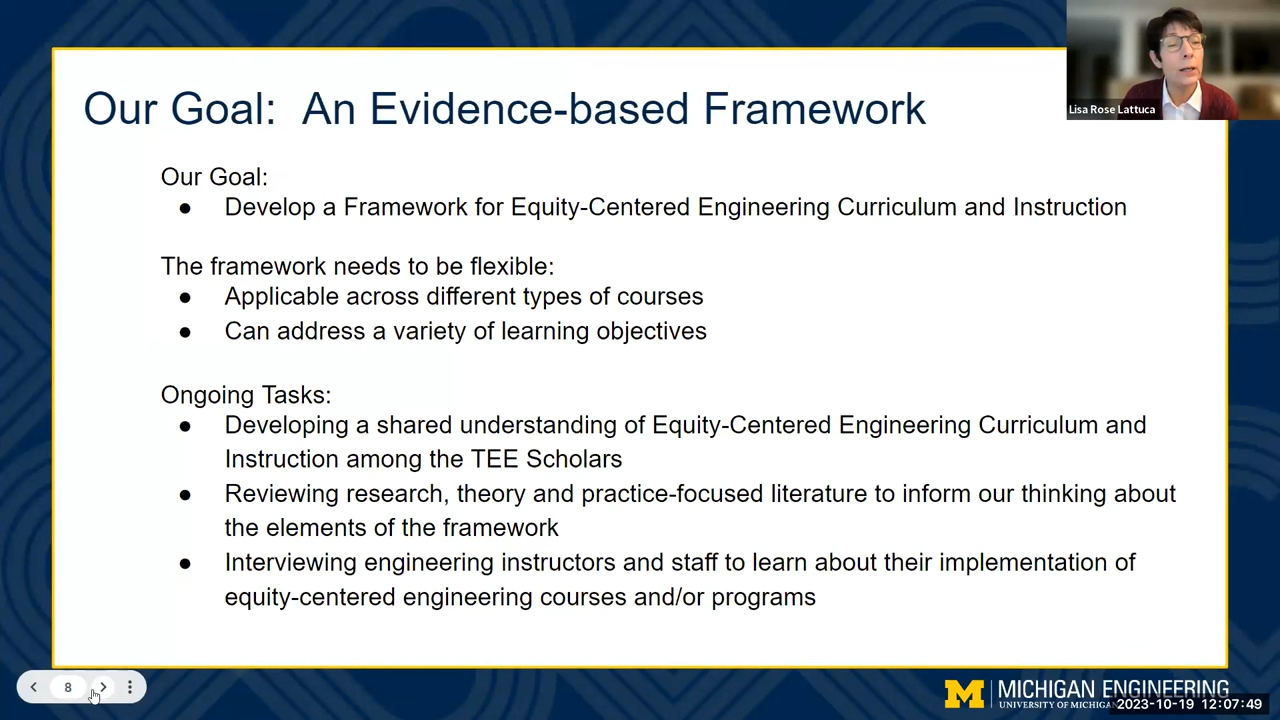 Our Goal:  An Evidence-based Framework
Lisa Rose Lattuca
Our Goal:
● Develop a Framework for Equity-Centered Engineering Curriculum and Instruction
The framework needs to be flexible:
● Applicable across different types of courses
● Can address a variety of learning objectives
Ongoing Tasks:
● Developing a shared understanding of Equity-Centered Engineering Curriculum and
Instruction among the TEE Scholars
● Reviewing research, theory and practice-focused literature to inform our thinking about
the elements of the framework
● Interviewing engineering instructors and staff to learn about their implementation of
equity-centered engineering courses and/or programs
8
M | MICHIGAN ENGINEERING
UNIVERSITY OF MICHIGAN
2023-10-19 12:07:49